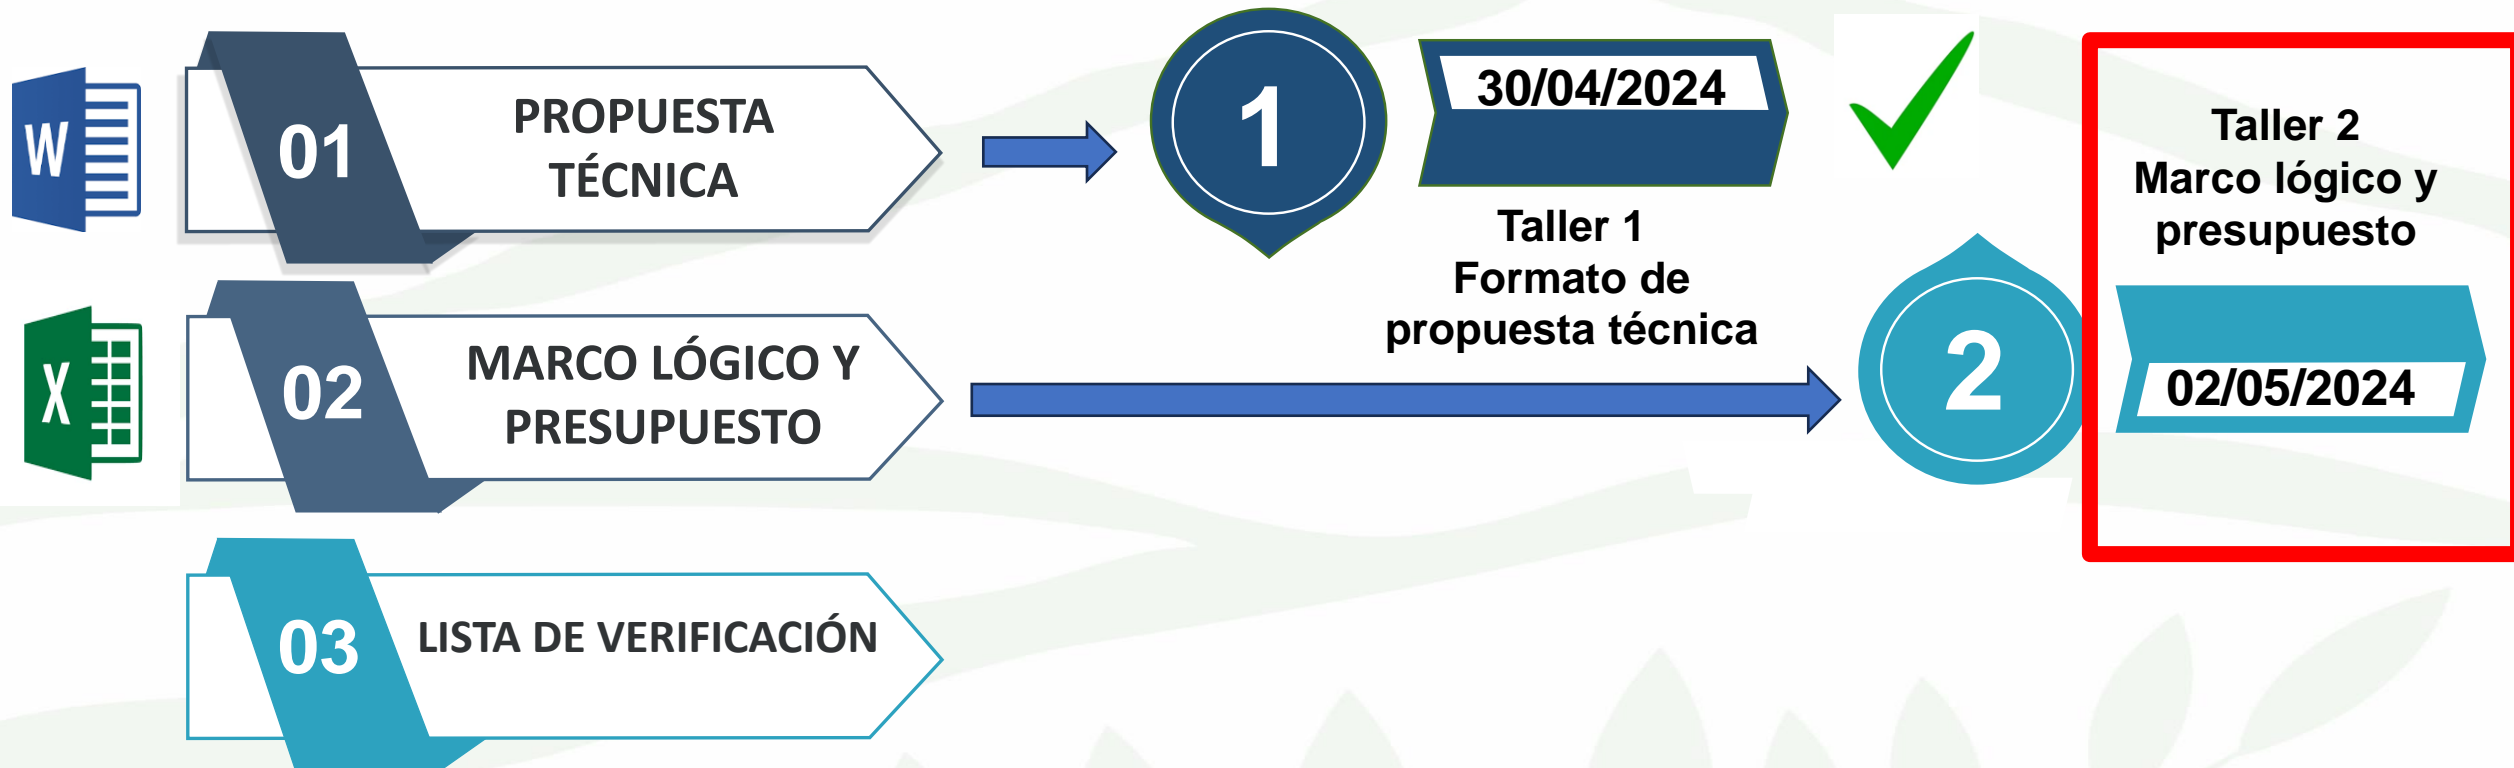 W
01
PROPUESTA
TÉCNICA
1
30/04/2024
Taller 1
Formato de
propuesta técnica
Taller 2
Marco lógico y
presupuesto
X
02
MARCO LÓGICO Y
PRESUPUESTO
2
02/05/2024
03
LISTA DE VERIFICACIÓN